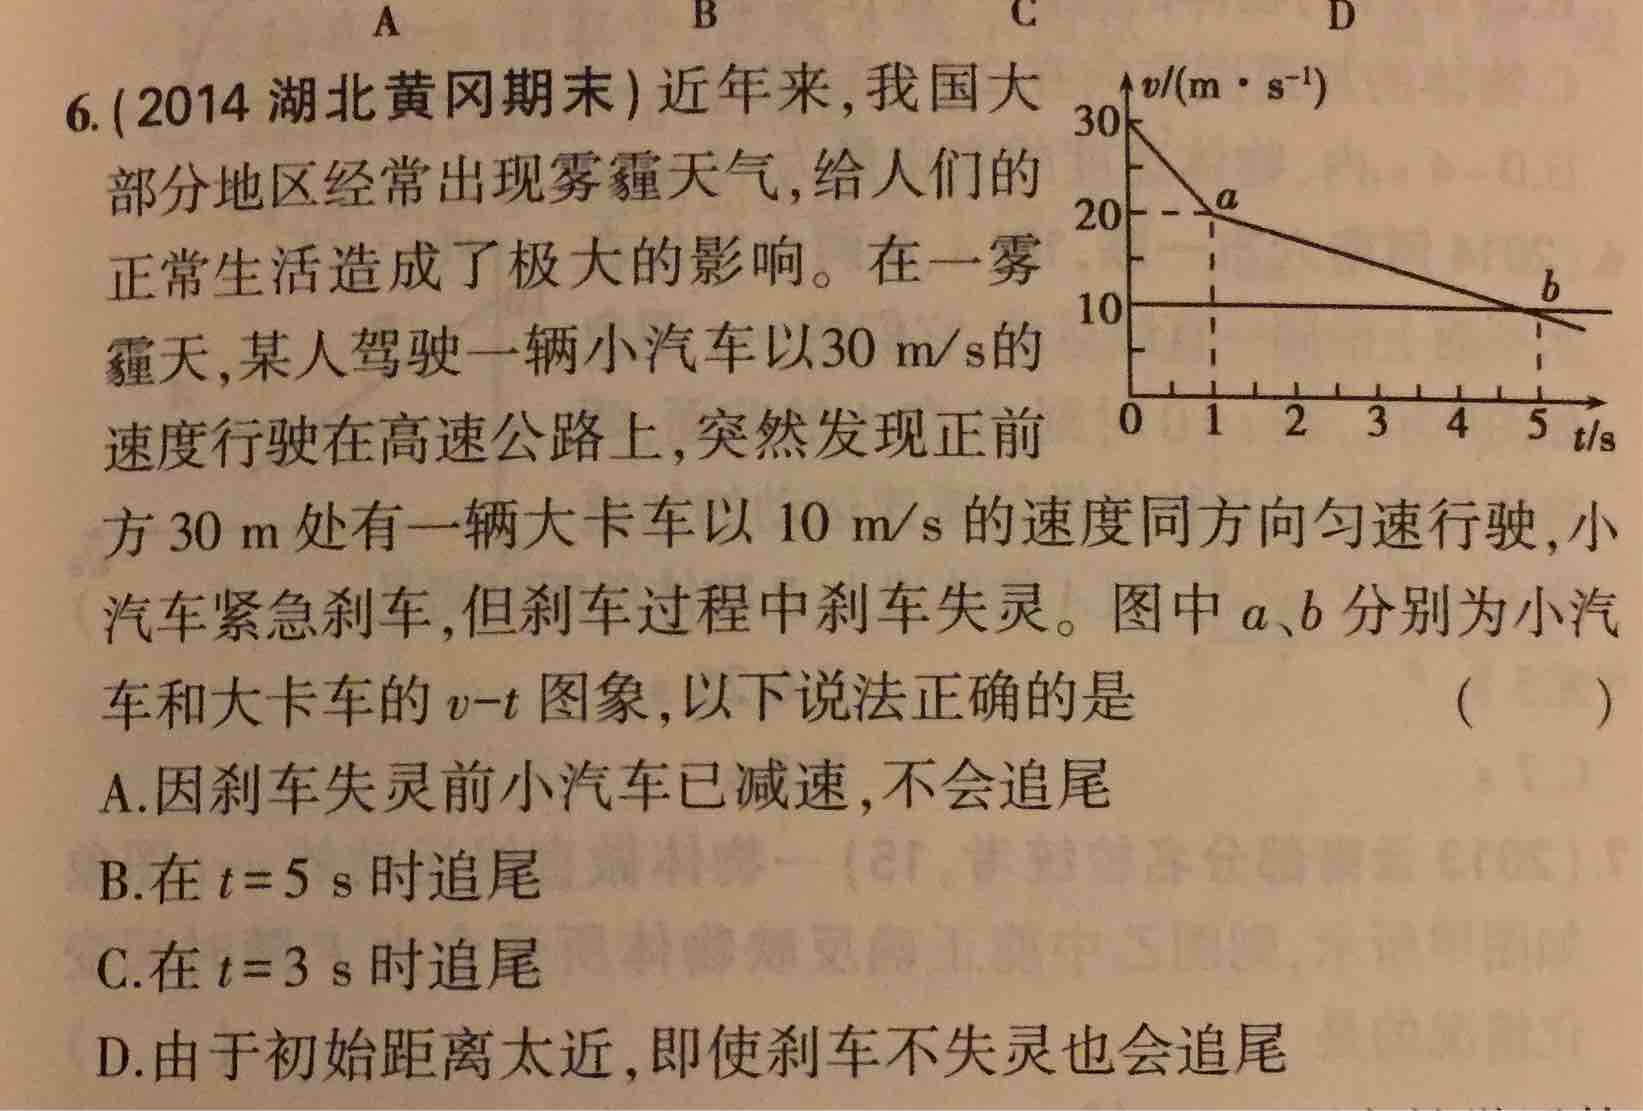 A B C D
6.(2014 湖北黄冈期末)近年来,我国大
部分地区经常出现雾霾天气,给人们的
正常生活造成了极大的影响。在一雾
霾天,某人驾驶一辆小汽车以30 m/s的
速度行驶在高速公路上,突然发现正前
方 30 m 处有一辆大卡车以 10 m/s 的速度同方向匀速行驶,小
汽车紧急刹车,但刹车过程中刹车失灵。图中 a、b 分别为小汽
车和大卡车的 v-t 图象,以下说法正确的是 ( )
A.因刹车失灵前小汽车已减速,不会追尾
B.在 t=5 s 时追尾
C.在 t=3 s 时追尾
D.由于初始距离太近,即使刹车不失灵也会追尾
v/(m·s⁻¹)
30
20
a
10
b
0 1 2 3 4 5 t/s